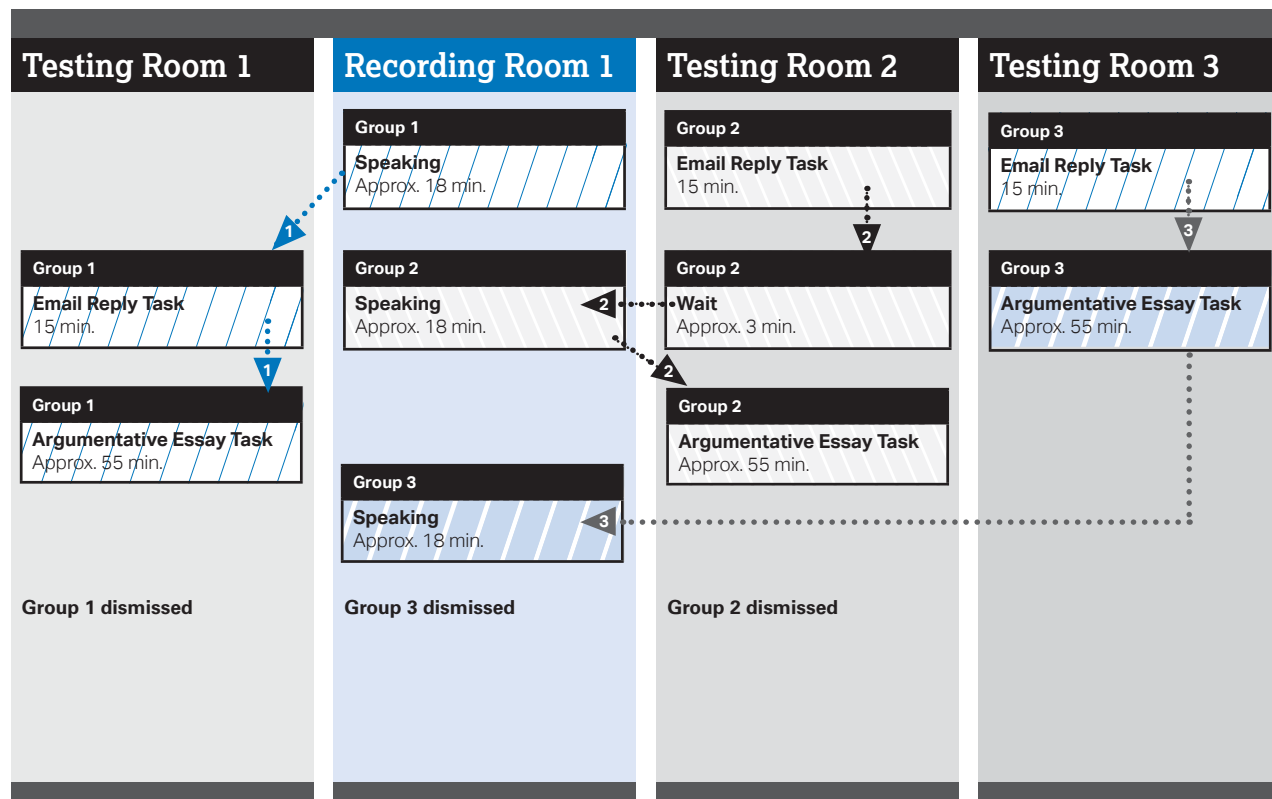 Testing Room 1
Group 1
Email Reply Task
15 min.
1
Group 1
Argumentative Essay Task
Approx. 55 min.
Group 1 dismissed
Recording Room 1
Group 1
Speaking
Approx. 18 min.
1
Group 2
Speaking
Approx. 18 min.
2
Group 3
Speaking
Approx. 18 min.
3
Group 3 dismissed
Testing Room 2
Group 2
Email Reply Task
15 min.
2
Group 2
Wait
Approx. 3 min.
2
Group 2
Argumentative Essay Task
Approx. 55 min.
Group 2 dismissed
Testing Room 3
Group 3
Email Reply Task
15 min.
3
Group 3
Argumentative Essay Task
Approx. 55 min.